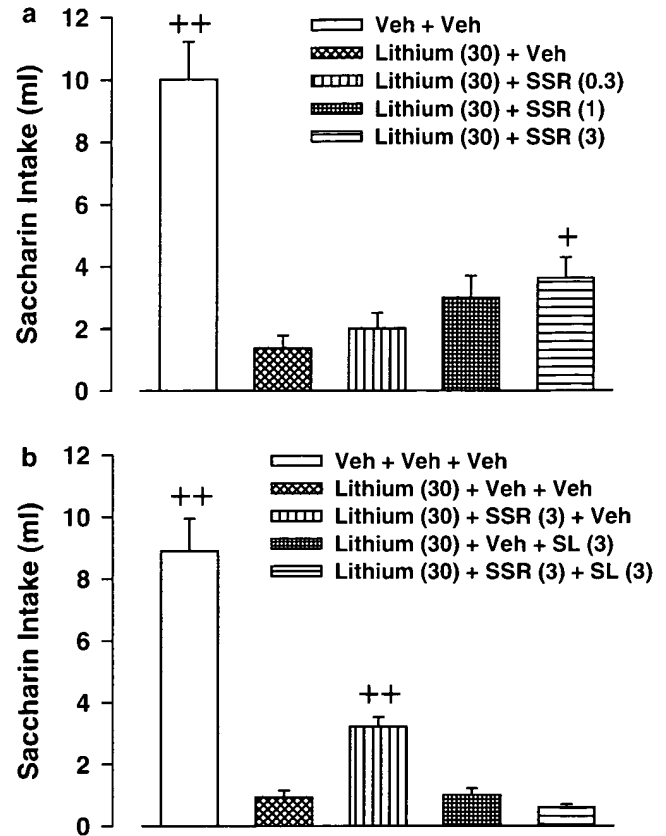 a
12
10
8
6
4
2
0
Saccharin Intake (ml)
++
+
Veh + Veh
Lithium (30) + Veh
Lithium (30) + SSR (0.3)
Lithium (30) + SSR (1)
Lithium (30) + SSR (3)
b
12
10
8
6
4
2
0
Saccharin Intake (ml)
++
++
Veh + Veh + Veh
Lithium (30) + Veh + Veh
Lithium (30) + SSR (3) + Veh
Lithium (30) + Veh + SL (3)
Lithium (30) + SSR (3) + SL (3)